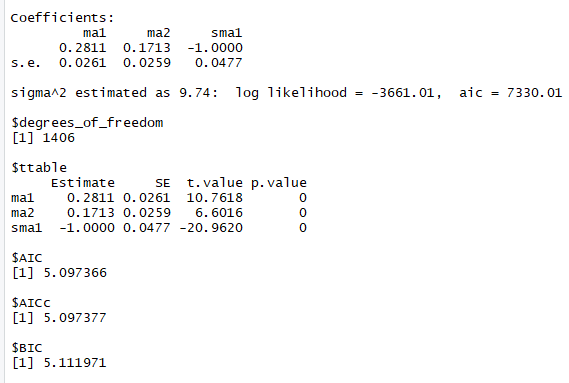 Coefficients:
         ma1     ma2     sma1
      0.2811  0.1713  -1.0000
s.e.  0.0261  0.0259   0.0477
sigma^2 estimated as 9.74:  log likelihood = -3661.01,  aic = 7330.01
$degrees_of_freedom
[1] 1406
$ttable
     Estimate     SE  t.value p.value
ma1    0.2811 0.0261  10.7618       0
ma2    0.1713 0.0259   6.6016       0
sma1  -1.0000 0.0477 -20.9620       0
$AIC
[1] 5.097366
$AICc
[1] 5.097377
$BIC
[1] 5.111971